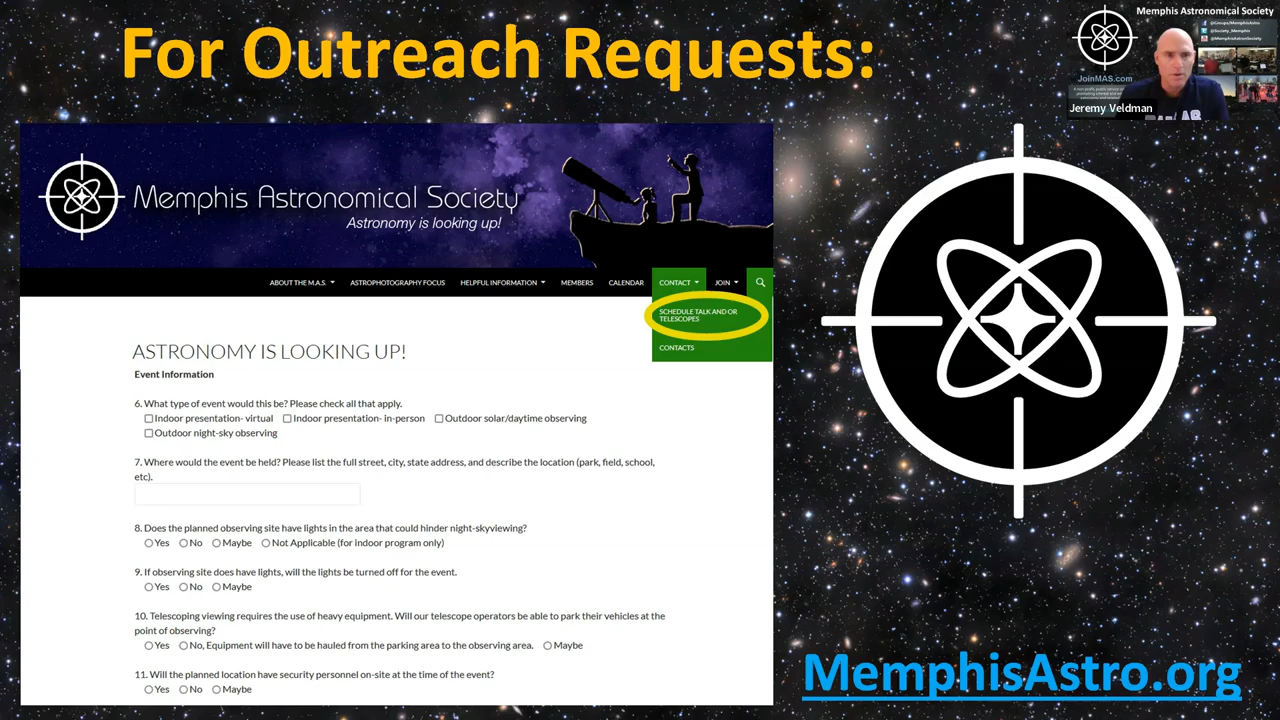 For Outreach Requests:
Memphis Astronomical Society
@Society_Memphis
@MemphisAstronSociety
JoinMAS.com
Jeremy Veldman
Memphis Astronomical Society
Astronomy is looking up!
ABOUT THE M.A.S. ASTROPHOTOGRAPHY FOCUS HELPFUL INFORMATION MEMBERS CALENDAR CONTACT JOIN
SCHEDULE TALK AND OR
TELESCOPES
CONTACTS
ASTRONOMY IS LOOKING UP!
Event Information
6. What type of event would this be? Please check all that apply.
Indoor presentation- virtual Indoor presentation- in-person Outdoor solar/daytime observing
Outdoor night-sky observing
7. Where would the event be held? Please list the full street, city, state address, and describe the location (park, field, school,
etc).
8. Does the planned observing site have lights in the area that could hinder night-skyviewing?
Yes No Maybe Not Applicable (for indoor program only)
9. If observing site does have lights, will the lights be turned off for the event.
Yes No Maybe
10. Telescoping viewing requires the use of heavy equipment. Will our telescope operators be able to park their vehicles at the
point of observing?
Yes No, Equipment will have to be hauled from the parking area to the observing area. Maybe
11. Will the planned location have security personnel on-site at the time of the event?
Yes No Maybe
MemphisAstro.org